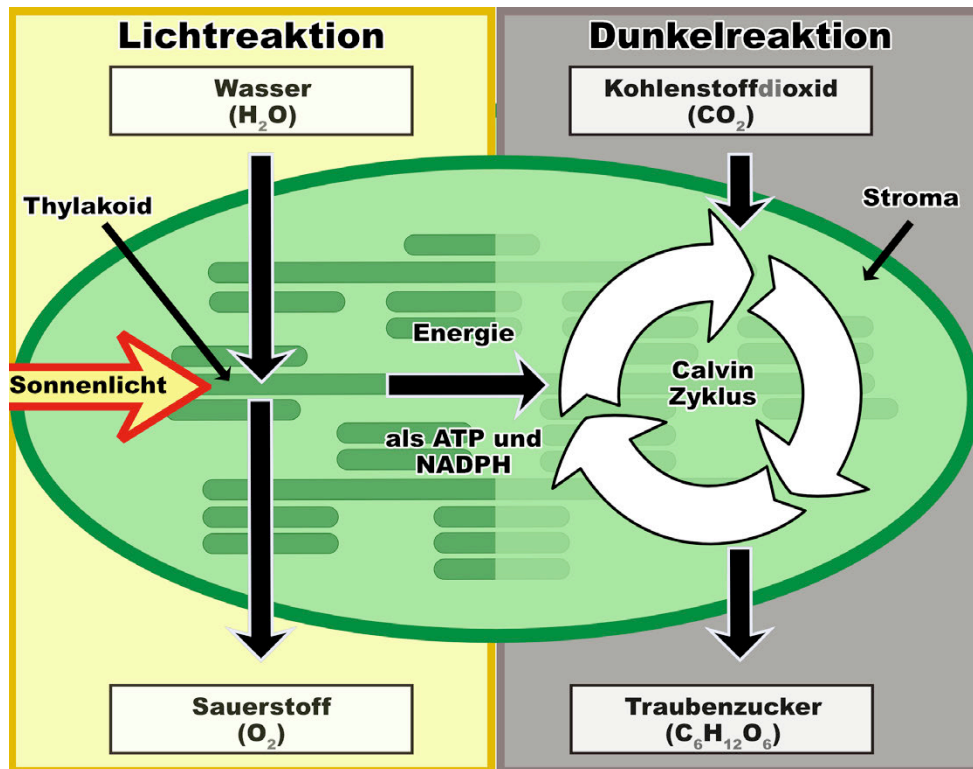 Lichtreaktion
Dunkelreaktion
Wasser
(H₂O)
Kohlenstoffdioxid
(CO₂)
Thylakoid
Stroma
Sonnenlicht
Energie
als ATP und
NADPH
Calvin
Zyklus
Sauerstoff
(O₂)
Traubenzucker
(C₆H₁₂O₆)